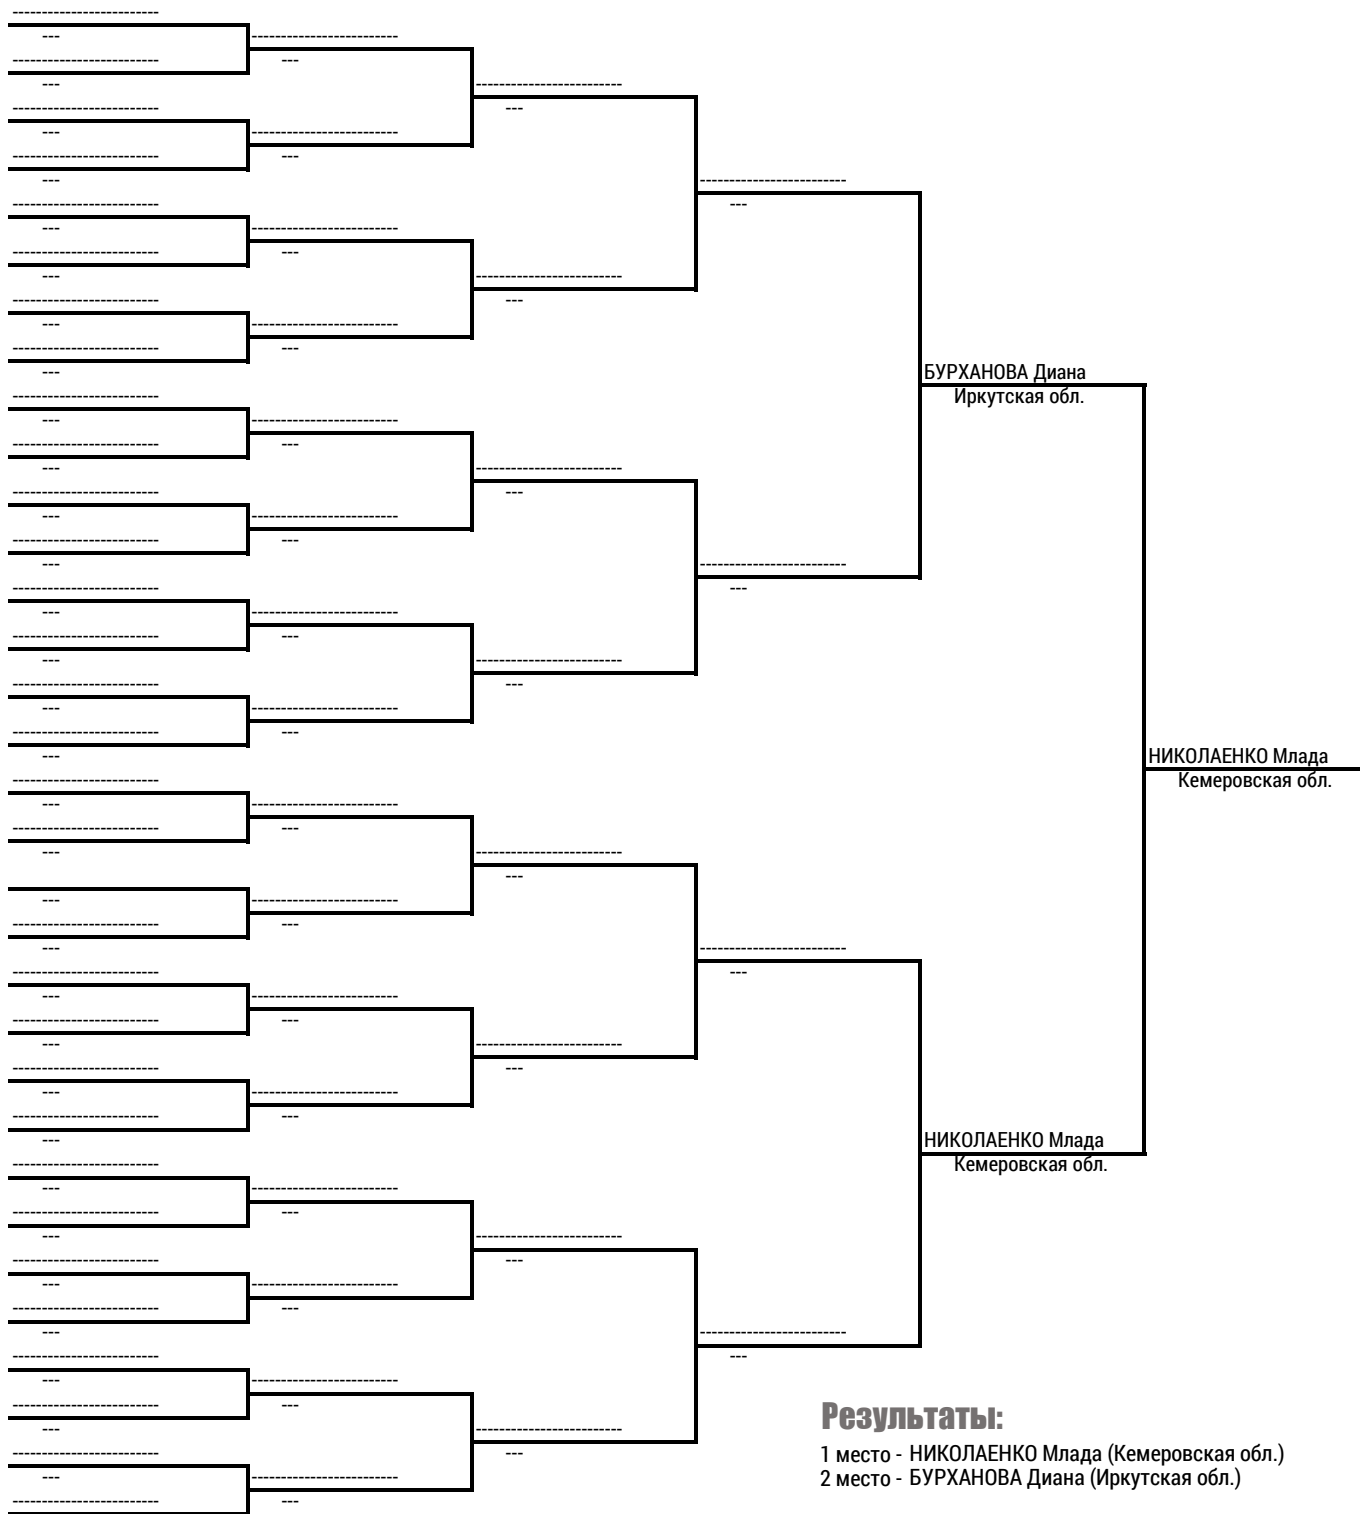 БУРХАНОВА Диана
Иркутская обл.
НИКОЛАЕНКО Млада
Кемеровская обл.
НИКОЛАЕНКО Млада
Кемеровская обл.
Результаты:
1 место - НИКОЛАЕНКО Млада (Кемеровская обл.)
2 место - БУРХАНОВА Диана (Иркутская обл.)